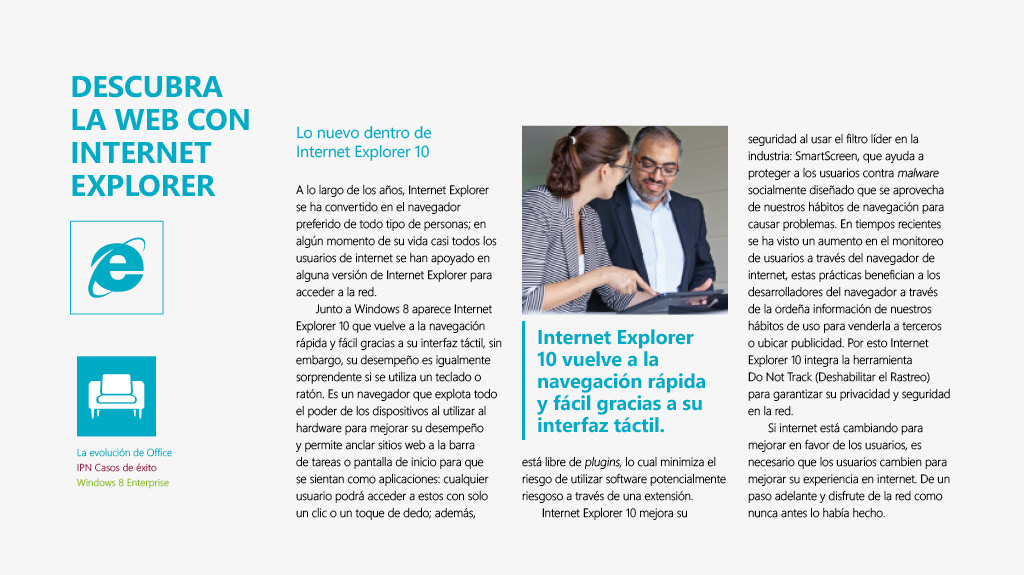 DESCUBRA
LA WEB CON
INTERNET
EXPLORER
La evolución de Office
IPN Casos de éxito
Windows 8 Enterprise
Lo nuevo dentro de
Internet Explorer 10
A lo largo de los años, Internet Explorer
se ha convertido en el navegador
preferido de todo tipo de personas; en
algún momento de su vida casi todos los
usuarios de internet se han apoyado en
alguna versión de Internet Explorer para
acceder a la red.
Junto a Windows 8 aparece Internet
Explorer 10 que vuelve a la navegación
rápida y fácil gracias a su interfaz táctil, sin
embargo, su desempeño es igualmente
sorprendente si se utiliza un teclado o
ratón. Es un navegador que explota todo
el poder de los dispositivos al utilizar al
hardware para mejorar su desempeño
y permite anclar sitios web a la barra
de tareas o pantalla de inicio para que
se sientan como aplicaciones: cualquier
usuario podrá acceder a estos con solo
un clic o un toque de dedo; además,
Internet Explorer
10 vuelve a la
navegación rápida
y fácil gracias a su
interfaz táctil.
está libre de plugins, lo cual minimiza el
riesgo de utilizar software potencialmente
riesgoso a través de una extensión.
Internet Explorer 10 mejora su
seguridad al usar el filtro líder en la
industria: SmartScreen, que ayuda a
proteger a los usuarios contra malware
socialmente diseñado que se aprovecha
de nuestros hábitos de navegación para
causar problemas. En tiempos recientes
se ha visto un aumento en el monitoreo
de usuarios a través del navegador de
internet, estas prácticas benefician a los
desarrolladores del navegador a través
de la ordeña información de nuestros
hábitos de uso para venderla a terceros
o ubicar publicidad. Por esto Internet
Explorer 10 integra la herramienta
Do Not Track (Deshabilitar el Rastreo)
para garantizar su privacidad y seguridad
en la red.
Si internet está cambiando para
mejorar en favor de los usuarios, es
necesario que los usuarios cambien para
mejorar su experiencia en internet. De un
paso adelante y disfrute de la red como
nunca antes lo había hecho.